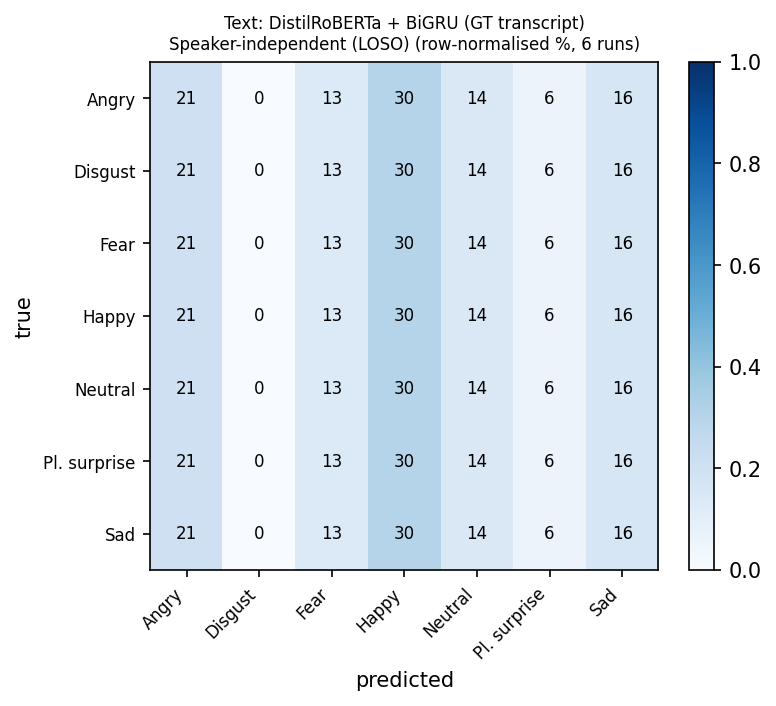 Text: DistilRoBERTa + BiGRU (GT transcript)
Speaker-independent (LOSO) (row-normalised %, 6 runs)
true
Angry 21 0 13 30 14 6 16
Disgust 21 0 13 30 14 6 16
Fear 21 0 13 30 14 6 16
Happy 21 0 13 30 14 6 16
Neutral 21 0 13 30 14 6 16
Pl. surprise 21 0 13 30 14 6 16
Sad 21 0 13 30 14 6 16
Angry Disgust Fear Happy Neutral Pl. surprise Sad
predicted
1.0
0.8
0.6
0.4
0.2
0.0